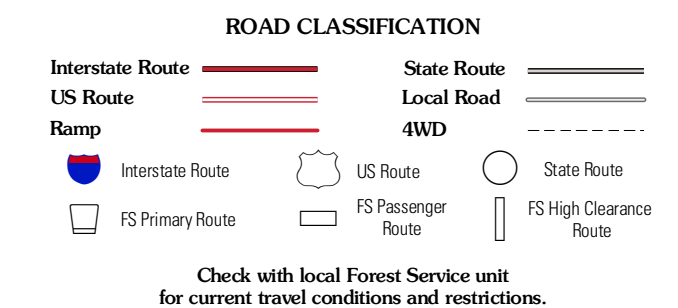 ROAD CLASSIFICATION
Interstate Route
State Route
US Route
Local Road
Ramp
4WD
Interstate Route
US Route
State Route
FS Primary Route
FS Passenger
Route
FS High Clearance
Route
Check with local Forest Service unit
for current travel conditions and restrictions.